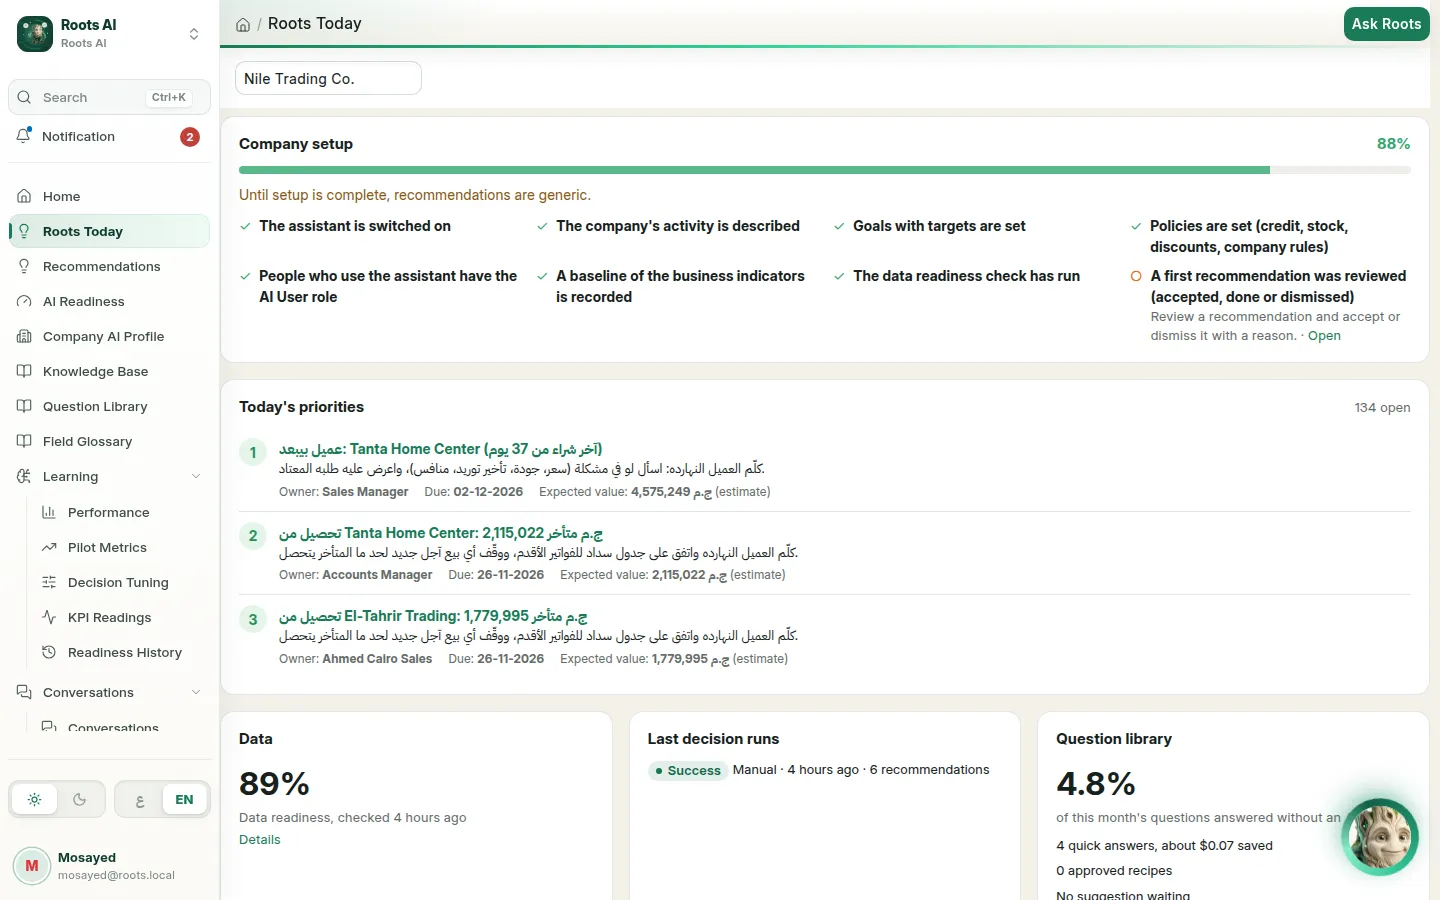 Roots AI
Roots AI
Search Ctrl+K
Notification 2
Home
Roots Today
Recommendations
AI Readiness
Company AI Profile
Knowledge Base
Question Library
Field Glossary
Learning
Performance
Pilot Metrics
Decision Tuning
KPI Readings
Readiness History
Conversations
Conversations
ع EN
M
Mosayed
mosayed@roots.local
/ Roots Today
Ask Roots
Nile Trading Co.
Company setup 88%
Until setup is complete, recommendations are generic.
The assistant is switched on
The company's activity is described
Goals with targets are set
Policies are set (credit, stock,
discounts, company rules)
People who use the assistant have the
AI User role
A baseline of the business indicators
is recorded
The data readiness check has run
A first recommendation was reviewed
(accepted, done or dismissed)
Review a recommendation and accept or
dismiss it with a reason. · Open
Today's priorities 134 open
1
عميل بيبعد: Tanta Home Center (آخر شراء من 37 يوم)
كلّم العميل النهارده: اسأل لو في مشكلة (سعر، جودة، تأخير توريد، منافس)، واعرض عليه طلبه المعتاد.
Owner: Sales Manager Due: 02-12-2026 Expected value: 4,575,249 ج.م (estimate)
2
تحصيل من Tanta Home Center: 2,115,022 ج.م متأخر
كلّم العميل النهارده واتفق على جدول سداد للفواتير الأقدم، ووقّف أي بيع آجل جديد لحد ما المتأخر يتحصل.
Owner: Accounts Manager Due: 26-11-2026 Expected value: 2,115,022 ج.م (estimate)
3
تحصيل من El-Tahrir Trading: 1,779,995 ج.م متأخر
كلّم العميل النهارده واتفق على جدول سداد للفواتير الأقدم، ووقّف أي بيع آجل جديد لحد ما المتأخر يتحصل.
Owner: Ahmed Cairo Sales Due: 26-11-2026 Expected value: 1,779,995 ج.م (estimate)
Data
89%
Data readiness, checked 4 hours ago
Details
Last decision runs
Success Manual · 4 hours ago · 6 recommendations
Question library
4.8%
of this month's questions answered without an
4 quick answers, about $0.07 saved
0 approved recipes
No suggestion waiting